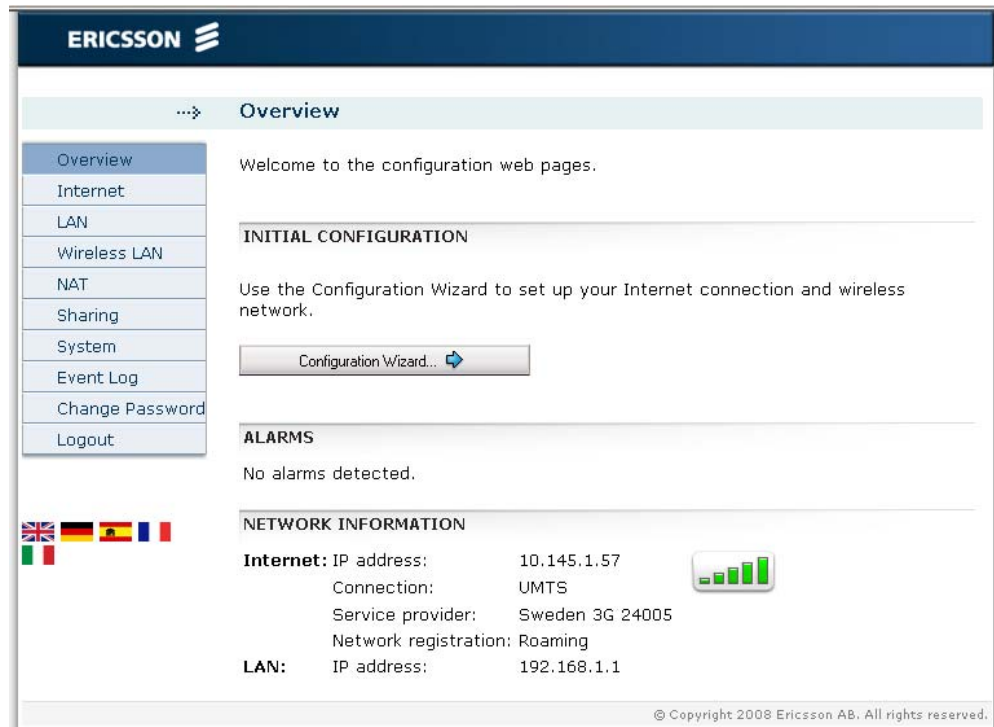 ERICSSON
Overview
Overview
Internet
LAN
Wireless LAN
NAT
Sharing
System
Event Log
Change Password
Logout
Welcome to the configuration web pages.
INITIAL CONFIGURATION
Use the Configuration Wizard to set up your Internet connection and wireless
network.
Configuration Wizard...
ALARMS
No alarms detected.
NETWORK INFORMATION
Internet: IP address: 10.145.1.57
Connection: UMTS
Service provider: Sweden 3G 24005
Network registration: Roaming
LAN: IP address: 192.168.1.1
© Copyright 2008 Ericsson AB. All rights reserved.